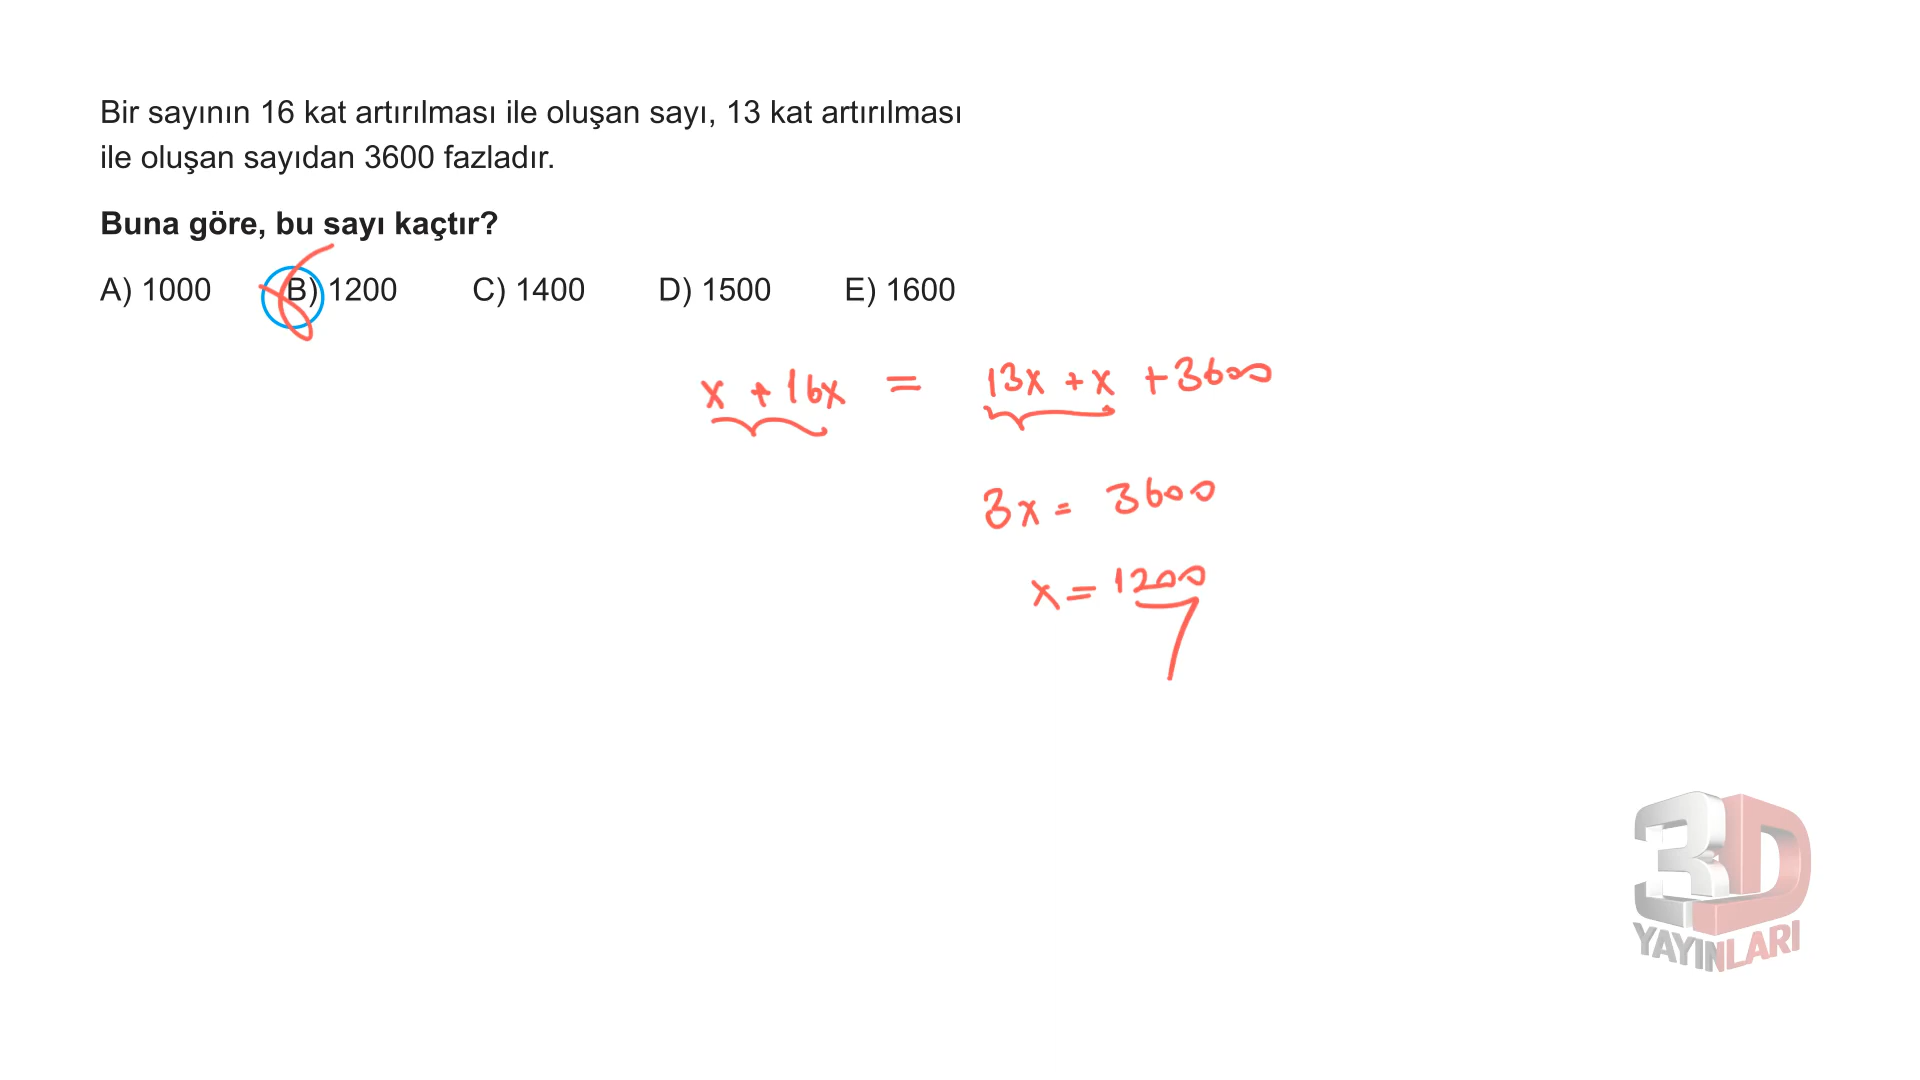 Bir sayının 16 kat artırılması ile oluşan sayı, 13 kat artırılması
ile oluşan sayıdan 3600 fazladır.
Buna göre, bu sayı kaçtır?
A) 1000 B) 1200 C) 1400 D) 1500 E) 1600
x + 16x = 13x + x + 3600
3x = 3600
x = 1200
3D
YAYINLARI